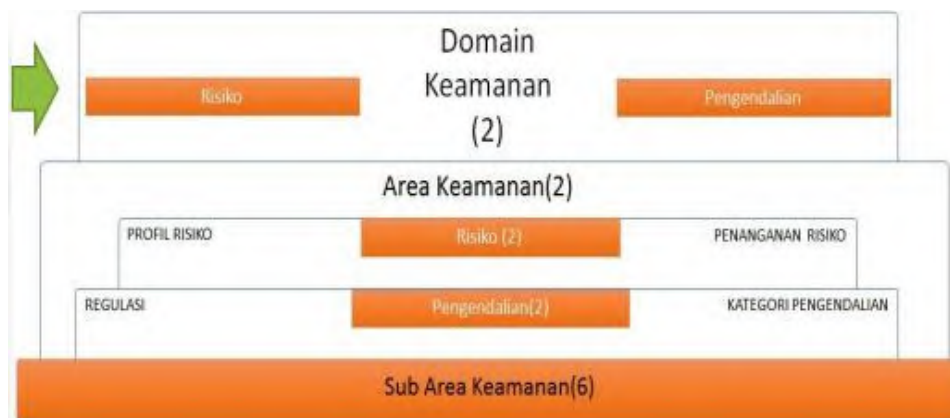 Domain
Keamanan
(2)
Risiko
Pengendalian
Area Keamanan(2)
PROFIL RISIKO
Risiko (2)
PENANGANAN RISIKO
REGULASI
Pengendalian(2)
KATEGORI PENGENDALIAN
Sub Area Keamanan(6)